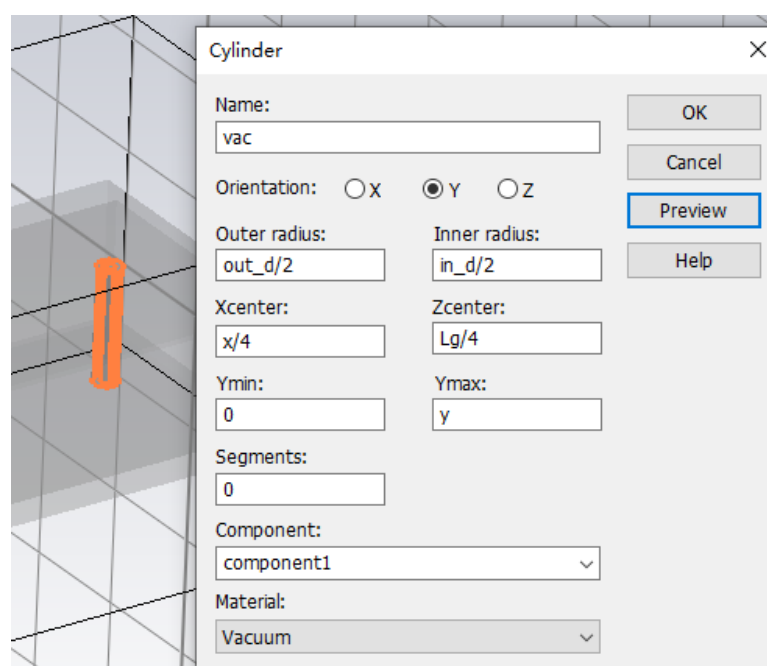 Cylinder
Name:
OK
vac
Cancel
Orientation: X Y Z
Preview
Outer radius: Inner radius:
out_d/2 in_d/2
Help
Xcenter: Zcenter:
x/4 Lg/4
Ymin: Ymax:
0 y
Segments:
0
Component:
component1
Material:
Vacuum